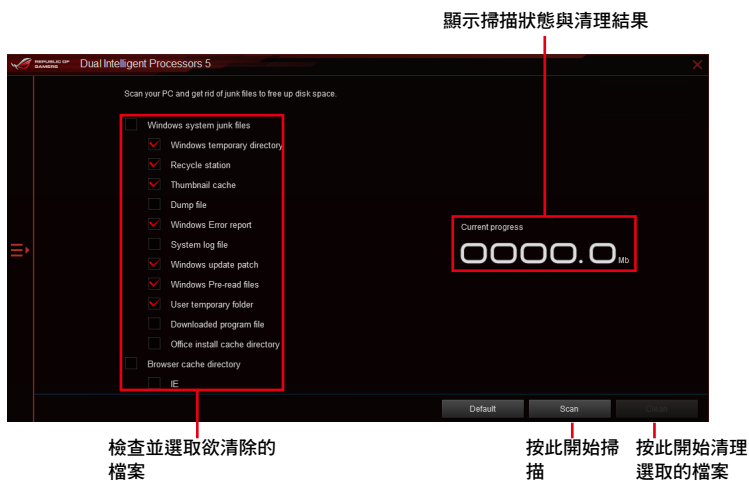 顯示掃描狀態與清理結果
REPUBLIC OF
GAMERS
Dual Intelligent Processors 5
Scan your PC and get rid of junk files to free up disk space.
Windows system junk files
Windows temporary directory
Recycle station
Thumbnail cache
Dump file
Windows Error report
System log file
Windows update patch
Windows Pre-read files
User temporary folder
Downloaded program file
Office install cache directory
Browser cache directory
IE
Current progress
0000.0 Mb
Default
Scan
Clean
檢查並選取欲清除的
檔案
按此開始掃
描
按此開始清理
選取的檔案